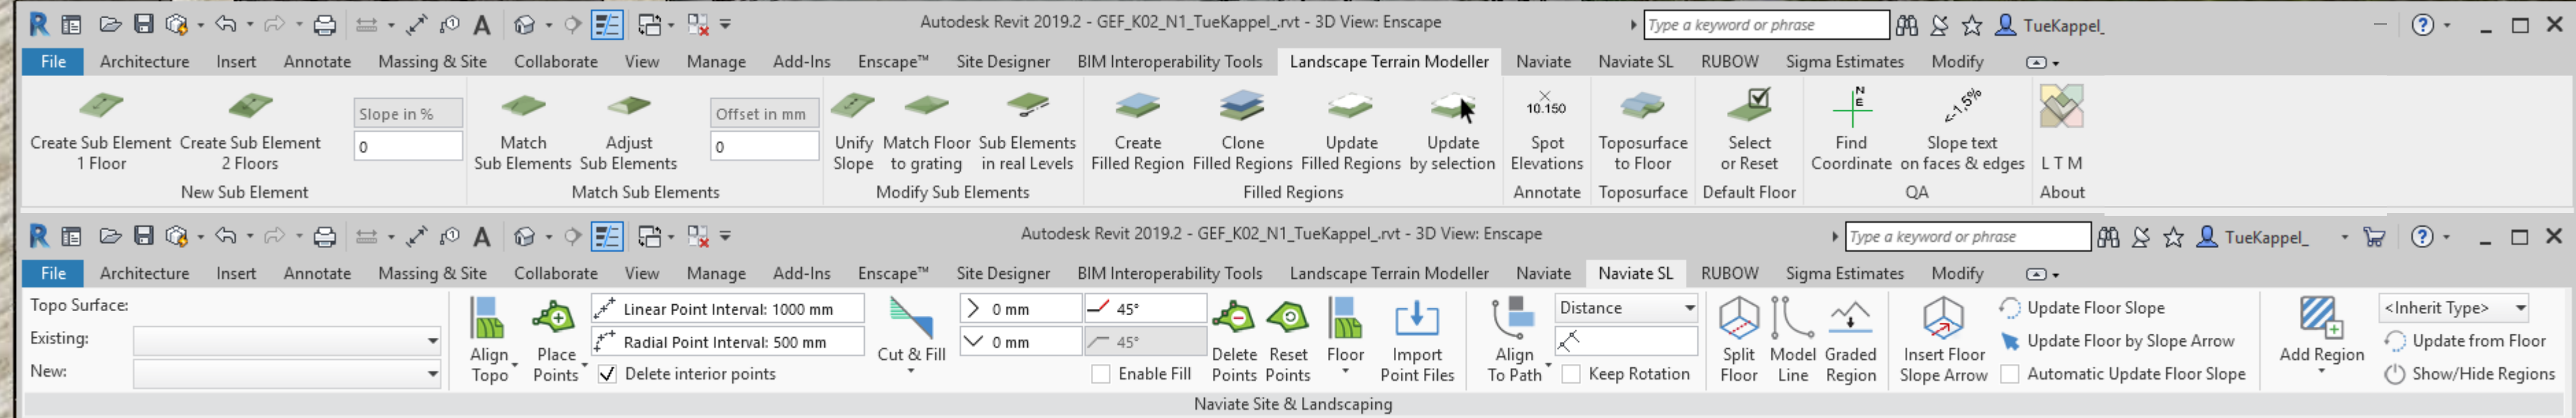 Autodesk Revit 2019.2 - GEF_K02_N1_TueKappel_.rvt - 3D View: Enscape Type a keyword or phrase TueKappel_
File Architecture Insert Annotate Massing & Site Collaborate View Manage Add-Ins Enscape™ Site Designer BIM Interoperability Tools Landscape Terrain Modeller Naviate Naviate SL RUBOW Sigma Estimates Modify
Slope in % Offset in mm 10.150 N E <-1,5%
Create Sub Element Create Sub Element 0 Match Adjust 0 Unify Match Floor Sub Elements Create Clone Update Update Spot Toposurface Select Find Slope text
1 Floor 2 Floors Sub Elements Sub Elements Slope to grating in real Levels Filled Region Filled Regions Filled Regions by selection Elevations to Floor or Reset Coordinate on faces & edges L T M
New Sub Element Match Sub Elements Modify Sub Elements Filled Regions Annotate Toposurface Default Floor QA About
Autodesk Revit 2019.2 - GEF_K02_N1_TueKappel_.rvt - 3D View: Enscape Type a keyword or phrase TueKappel_
File Architecture Insert Annotate Massing & Site Collaborate View Manage Add-Ins Enscape™ Site Designer BIM Interoperability Tools Landscape Terrain Modeller Naviate Naviate SL RUBOW Sigma Estimates Modify
Topo Surface: Linear Point Interval: 1000 mm 0 mm 45° Distance Update Floor Slope <Inherit Type>
Existing: Radial Point Interval: 500 mm 0 mm 45° Update Floor by Slope Arrow Update from Floor
Align Place Cut & Fill Delete Reset Floor Import Align Split Model Graded Insert Floor Add Region
New: Topo Points Delete interior points Enable Fill Points Points Point Files To Path Keep Rotation Floor Line Region Slope Arrow Automatic Update Floor Slope Show/Hide Regions
Naviate Site & Landscaping